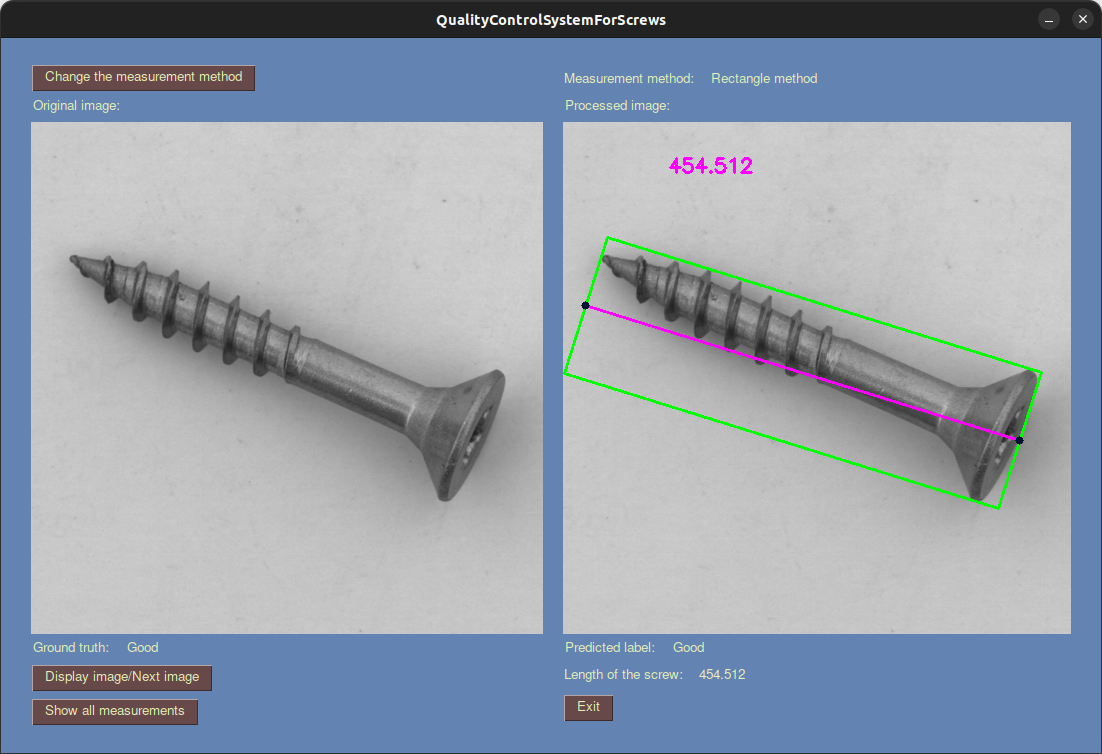 QualityControlSystemForScrews
Change the measurement method
Measurement method: Rectangle method
Original image:
Processed image:
454.512
Ground truth: Good
Predicted label: Good
Display image/Next image
Length of the screw: 454.512
Show all measurements
Exit